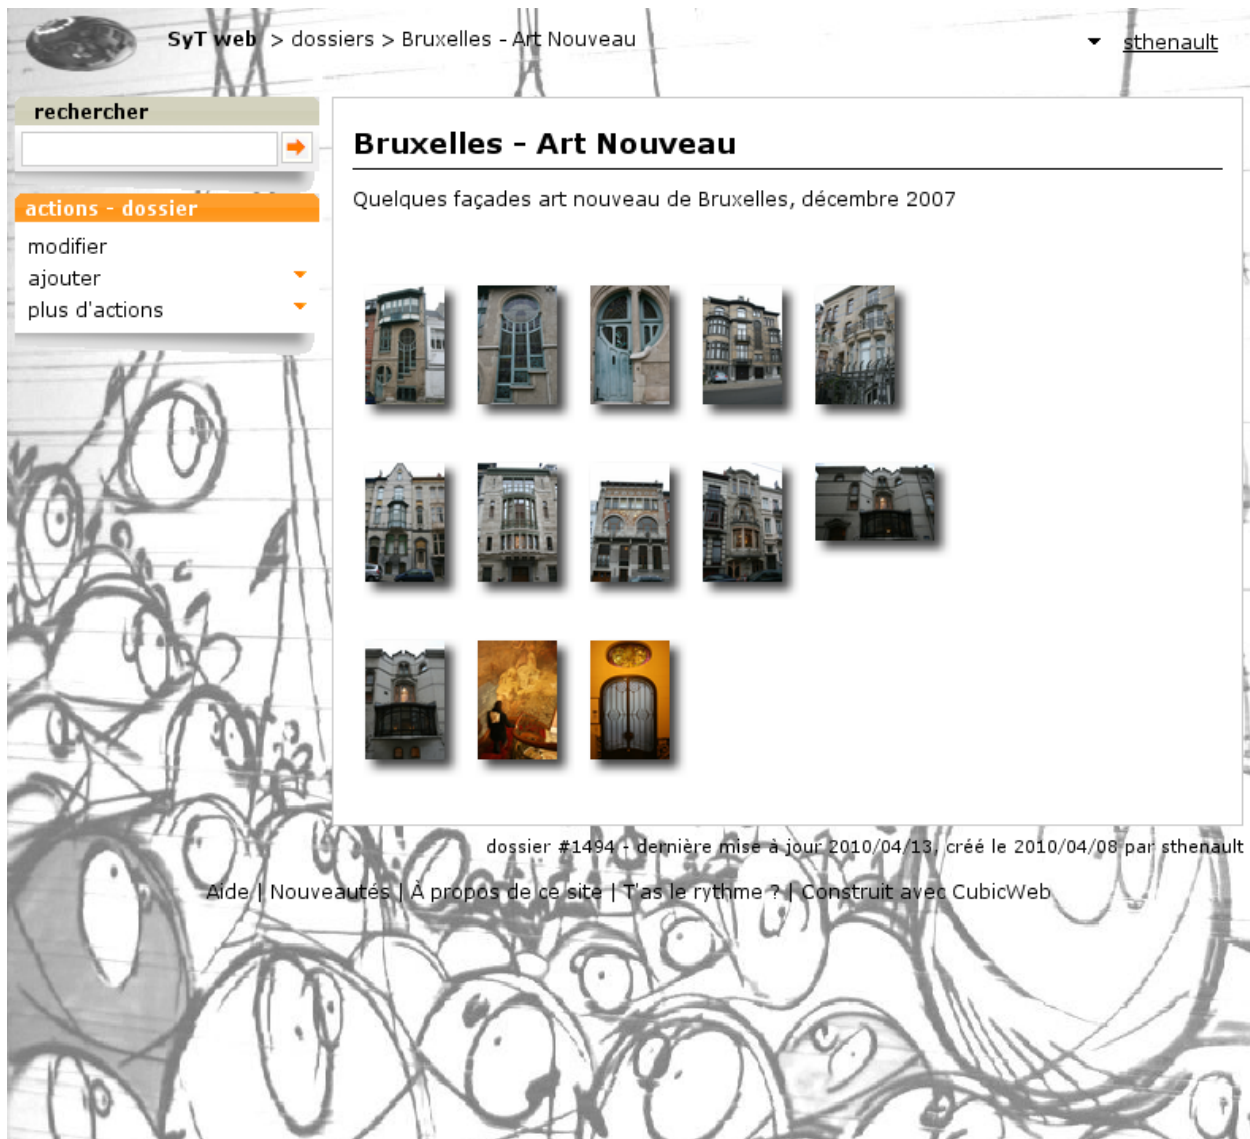 SyT web > dossiers > Bruxelles - Art Nouveau
sthenault
rechercher
actions - dossier
modifier
ajouter
plus d'actions
Bruxelles - Art Nouveau
Quelques façades art nouveau de Bruxelles, décembre 2007
dossier #1494 - dernière mise à jour 2010/04/13, créé le 2010/04/08 par sthenault
Aide | Nouveautés | À propos de ce site | T'as le rythme ? | Construit avec CubicWeb